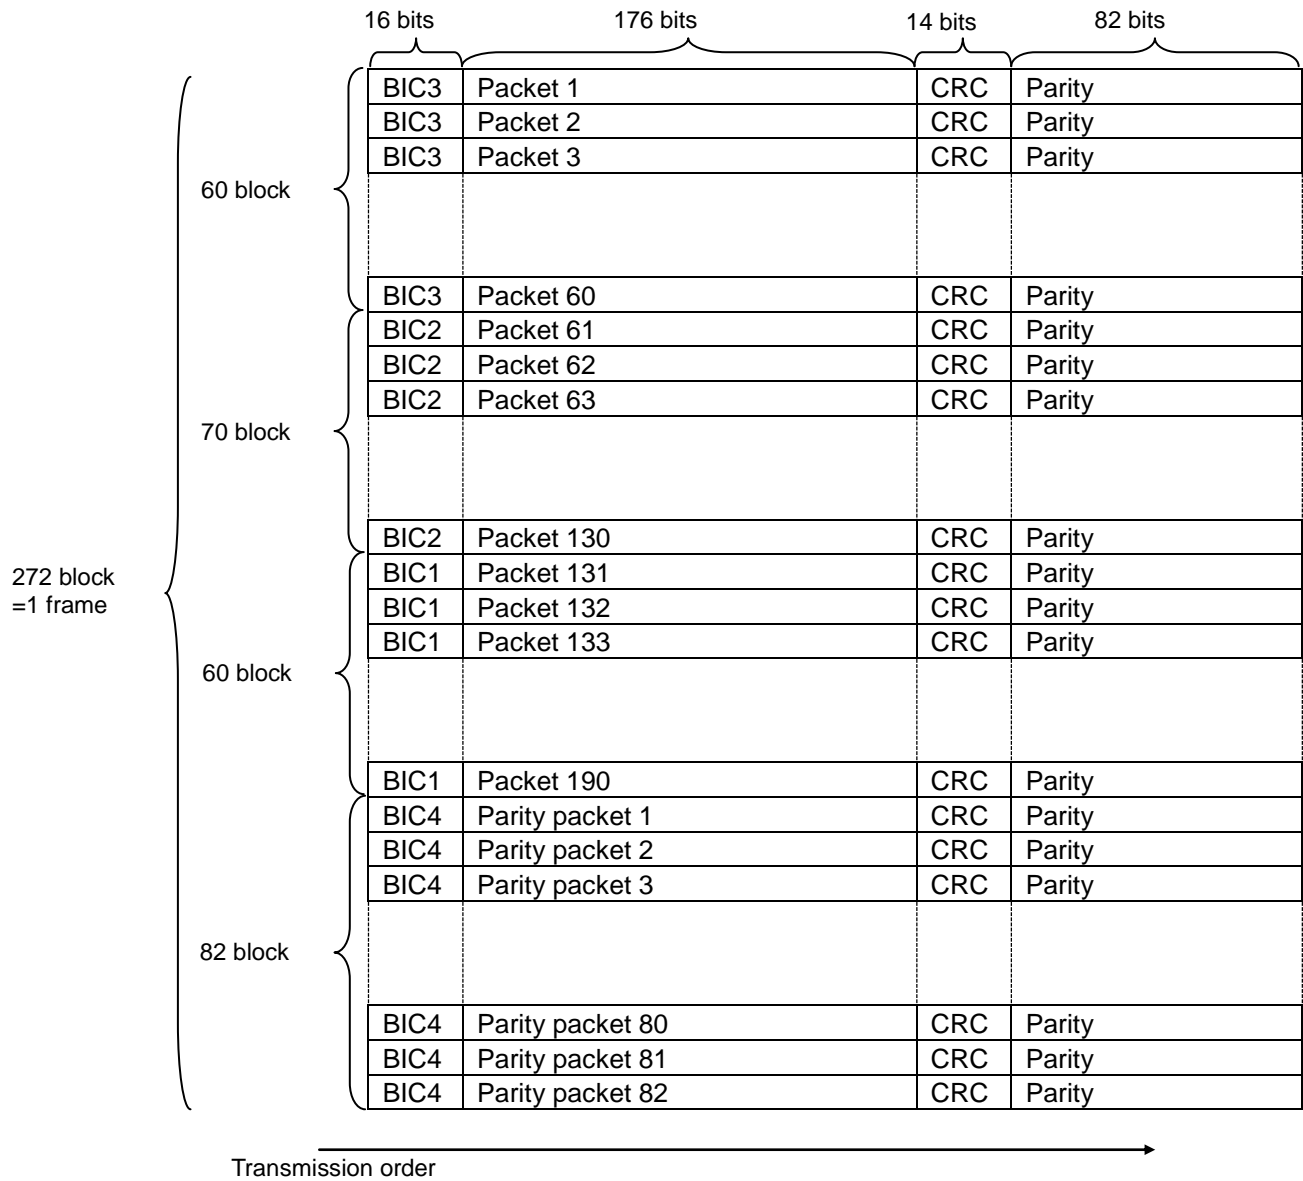 16 bits 176 bits 14 bits 82 bits
BIC3 Packet 1 CRC Parity
BIC3 Packet 2 CRC Parity
BIC3 Packet 3 CRC Parity
60 block
BIC3 Packet 60 CRC Parity
BIC2 Packet 61 CRC Parity
BIC2 Packet 62 CRC Parity
BIC2 Packet 63 CRC Parity
70 block
BIC2 Packet 130 CRC Parity
272 block
=1 frame
BIC1 Packet 131 CRC Parity
BIC1 Packet 132 CRC Parity
BIC1 Packet 133 CRC Parity
60 block
BIC1 Packet 190 CRC Parity
BIC4 Parity packet 1 CRC Parity
BIC4 Parity packet 2 CRC Parity
BIC4 Parity packet 3 CRC Parity
82 block
BIC4 Parity packet 80 CRC Parity
BIC4 Parity packet 81 CRC Parity
BIC4 Parity packet 82 CRC Parity
Transmission order